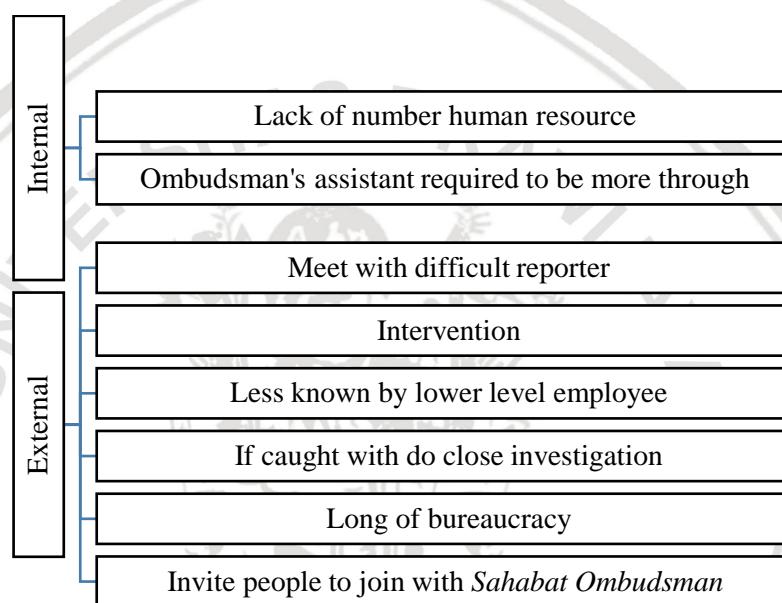 Internal
Lack of number human resource
Ombudsman's assistant required to be more through
External
Meet with difficult reporter
Intervention
Less known by lower level employee
If caught with do close investigation
Long of bureaucracy
Invite people to join with Sahabat Ombudsman